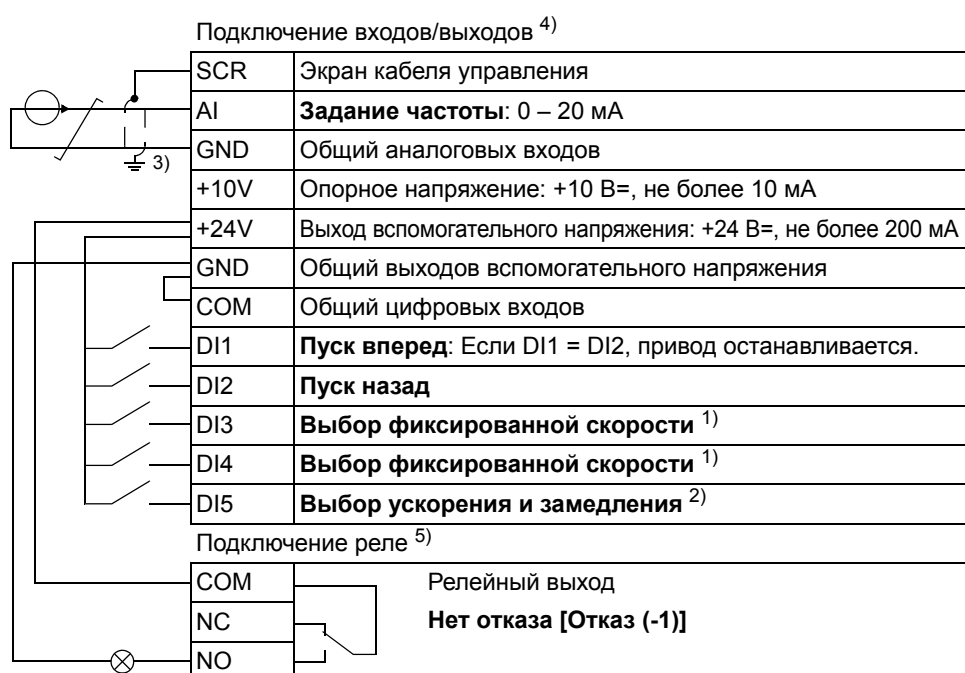 Подключение входов/выходов 4)
SCR Экран кабеля управления
AI Задание частоты: 0 – 20 мА
GND Общий аналоговых входов
3)
+10V Опорное напряжение: +10 В=, не более 10 мА
+24V Выход вспомогательного напряжения: +24 В=, не более 200 мА
GND Общий выходов вспомогательного напряжения
COM Общий цифровых входов
DI1 Пуск вперед: Если DI1 = DI2, привод останавливается.
DI2 Пуск назад
DI3 Выбор фиксированной скорости 1)
DI4 Выбор фиксированной скорости 1)
DI5 Выбор ускорения и замедления 2)
Подключение реле 5)
COM Релейный выход
NC Нет отказа [Отказ (-1)]
NO